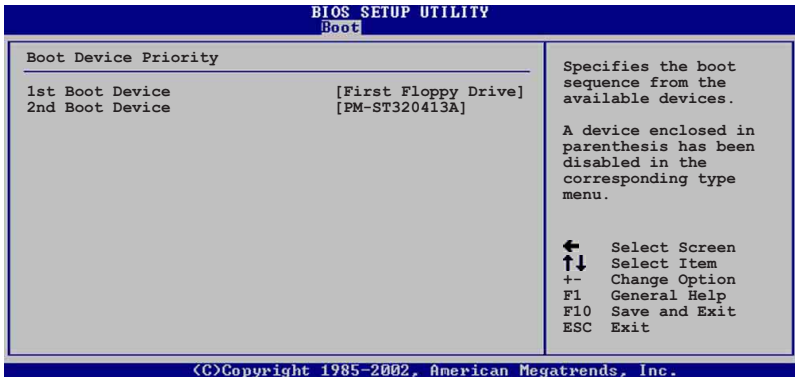 BIOS SETUP UTILITY
Boot
Boot Device Priority
1st Boot Device [First Floppy Drive]
2nd Boot Device [PM-ST320413A]
Specifies the boot
sequence from the
available devices.
A device enclosed in
parenthesis has been
disabled in the
corresponding type
menu.
← Select Screen
↑↓ Select Item
+- Change Option
F1 General Help
F10 Save and Exit
ESC Exit
(C)Copyright 1985-2002, American Megatrends, Inc.